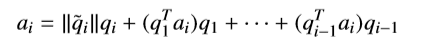 a_i = ‖q̃_i‖q_i + (q_1^T a_i)q_1 + ⋯ + (q_{i−1}^T a_i)q_{i−1}